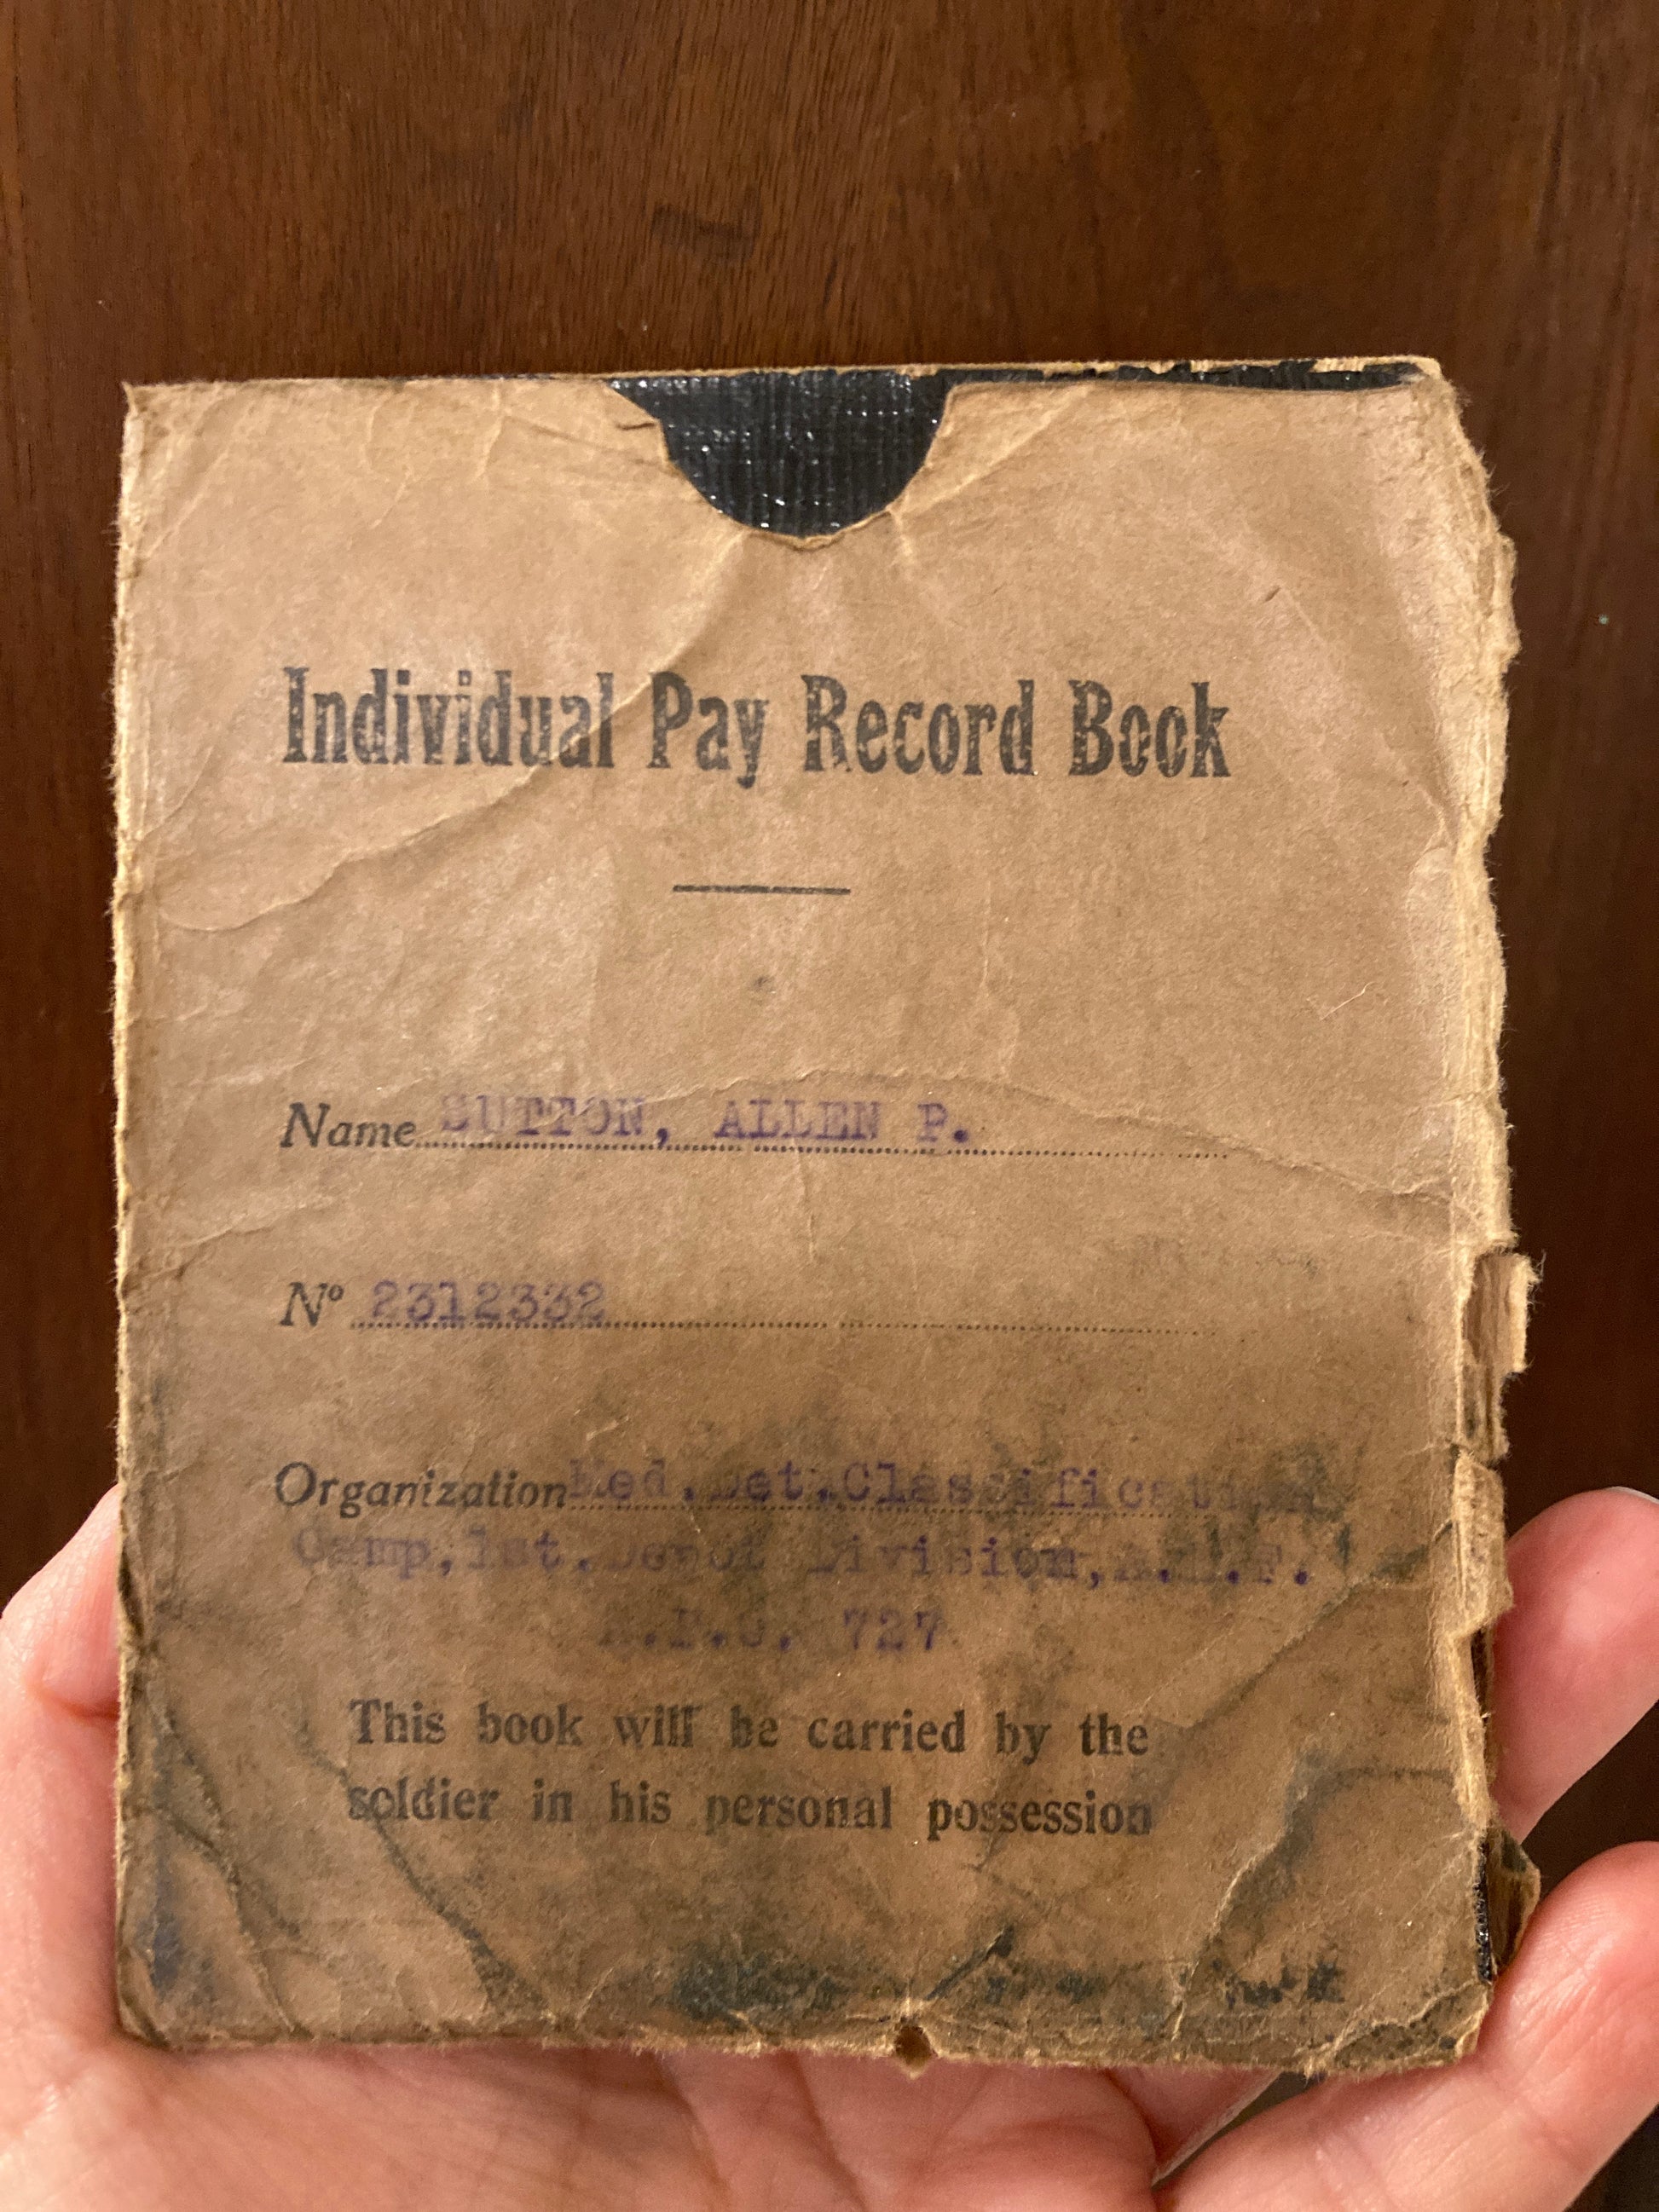 Individual Pay Record Book
Name SUTTON, ALLEN P.
Nº 2312332
Organization Med.Det.Classification
Camp,1st.Depot Division,A.E.F.
A.P.O. 727
This book will be carried by the
soldier in his personal possession